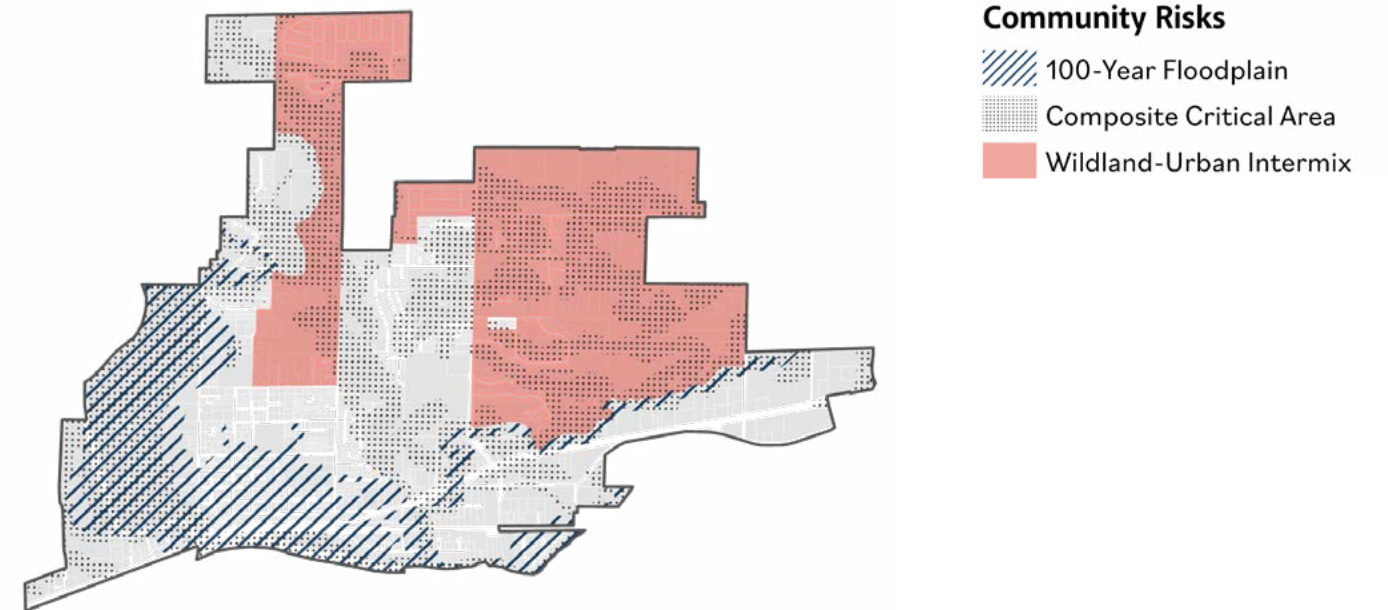 Community Risks
100-Year Floodplain
Composite Critical Area
Wildland-Urban Intermix